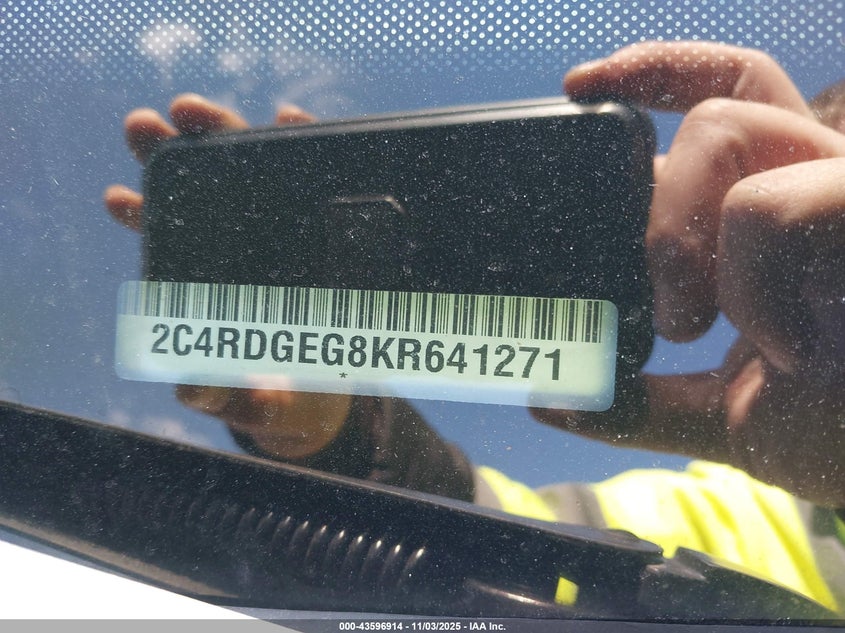 2C4RDGEG8KR641271
*
000-43596914 - 11/03/2025 - IAA Inc.